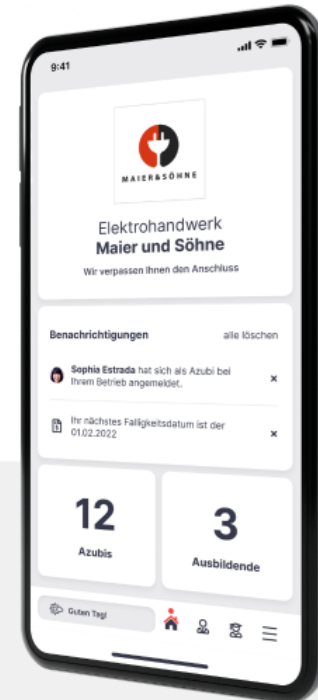 9:41
MAIER&SÖHNE
Elektrohandwerk
Maier und Söhne
Wir verpassen Ihnen den Anschluss
Benachrichtigungen
alle löschen
Sophia Estrada hat sich als Azubi bei
Ihrem Betrieb angemeldet.
Ihr nächstes Falligkeitsdatum ist der
01.02.2022
12
Azubis
3
Ausbildende
Guten Tag!